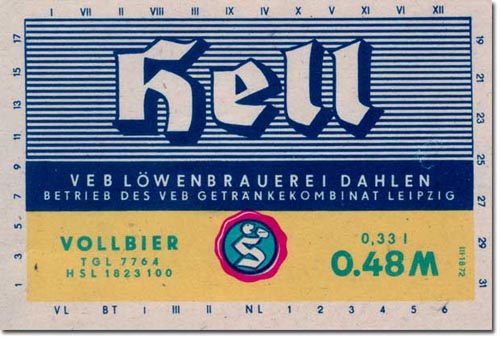 I VII II VIII III IX IV X V XI VI XII
17
15
13
11
9
7
5
3
1
Hell
19
21
23
25
27
29
31
VEB LÖWENBRAUEREI DAHLEN
BETRIEB DES VEB GETRÄNKEKOMBINAT LEIPZIG
VOLLBIER
TGL 7764
HSL 1823100
0,33 l
0.48 M
III-18-72
VL BT I III II NL 1 2 3 4 5 6